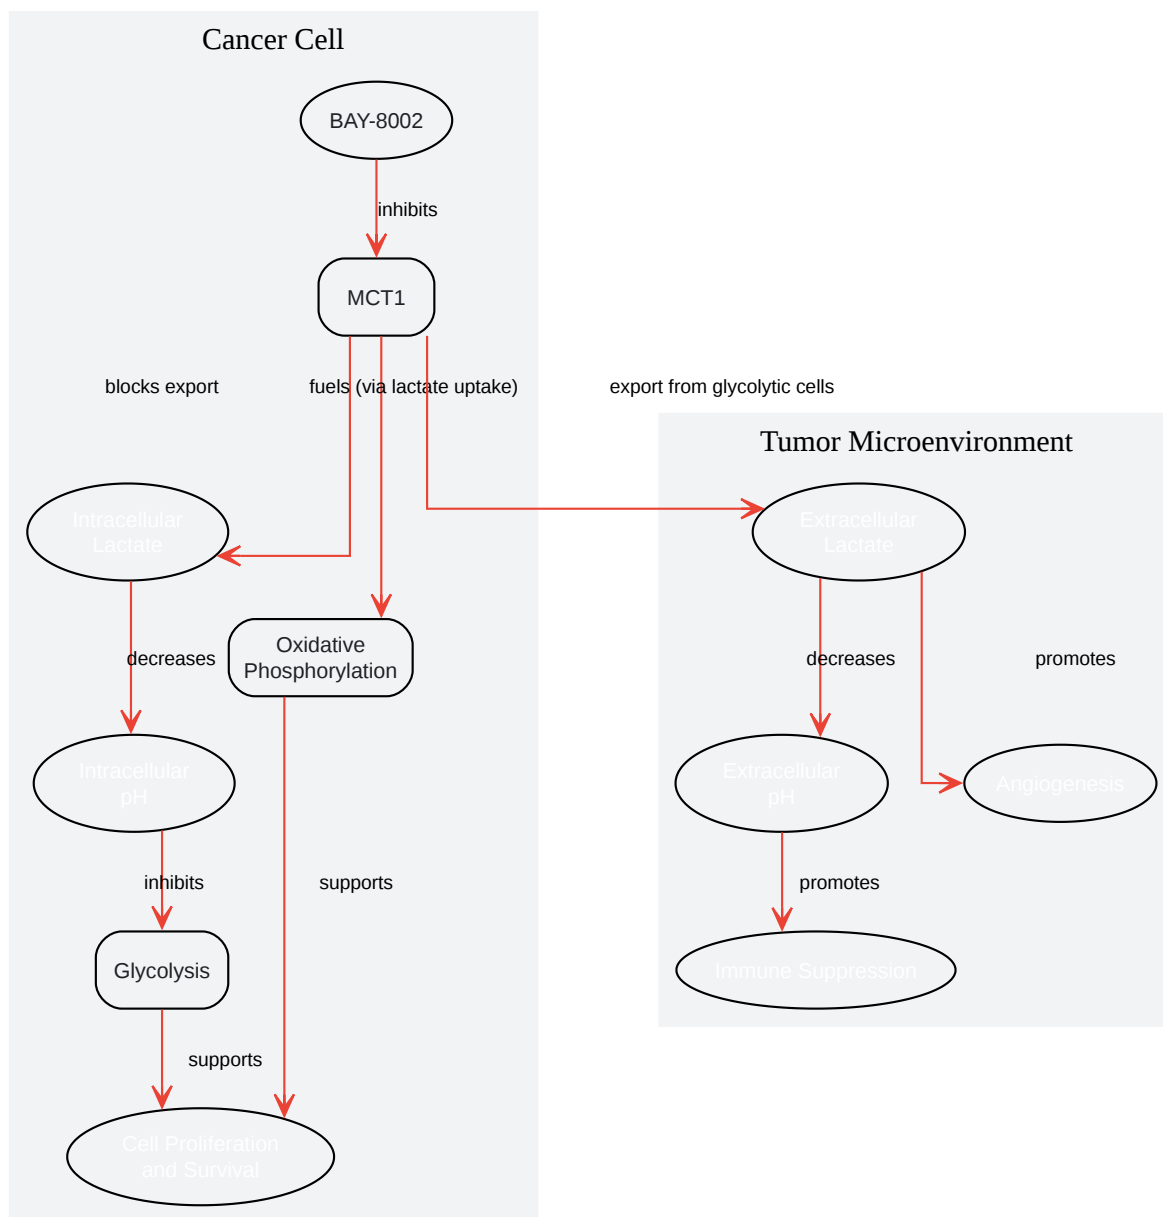 Cancer Cell
BAY-8002
inhibits
MCT1
blocks export
fuels (via lactate uptake)
export from glycolytic cells
Tumor Microenvironment
Intracellular
Lactate
Extracellular
Lactate
decreases
Oxidative
Phosphorylation
decreases
promotes
Intracellular
pH
Extracellular
pH
Angiogenesis
inhibits
supports
promotes
Glycolysis
Immune Suppression
supports
Cell Proliferation
and Survival